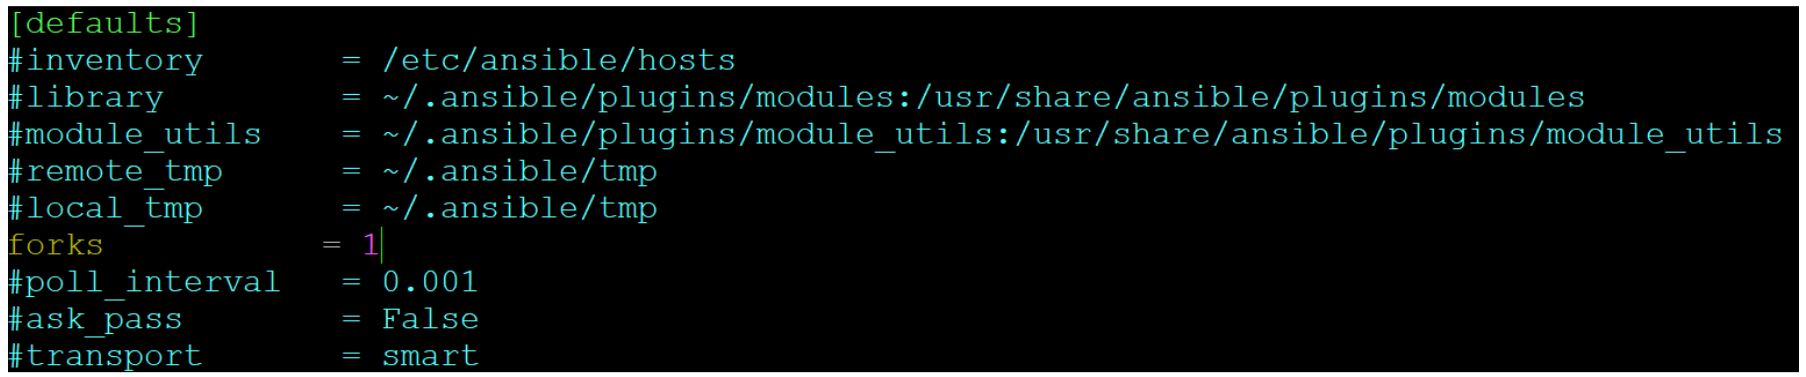 [defaults]
#inventory       = /etc/ansible/hosts
#library         = ~/.ansible/plugins/modules:/usr/share/ansible/plugins/modules
#module_utils    = ~/.ansible/plugins/module_utils:/usr/share/ansible/plugins/module_utils
#remote_tmp      = ~/.ansible/tmp
#local_tmp       = ~/.ansible/tmp
forks           = 1
#poll_interval   = 0.001
#ask_pass        = False
#transport       = smart